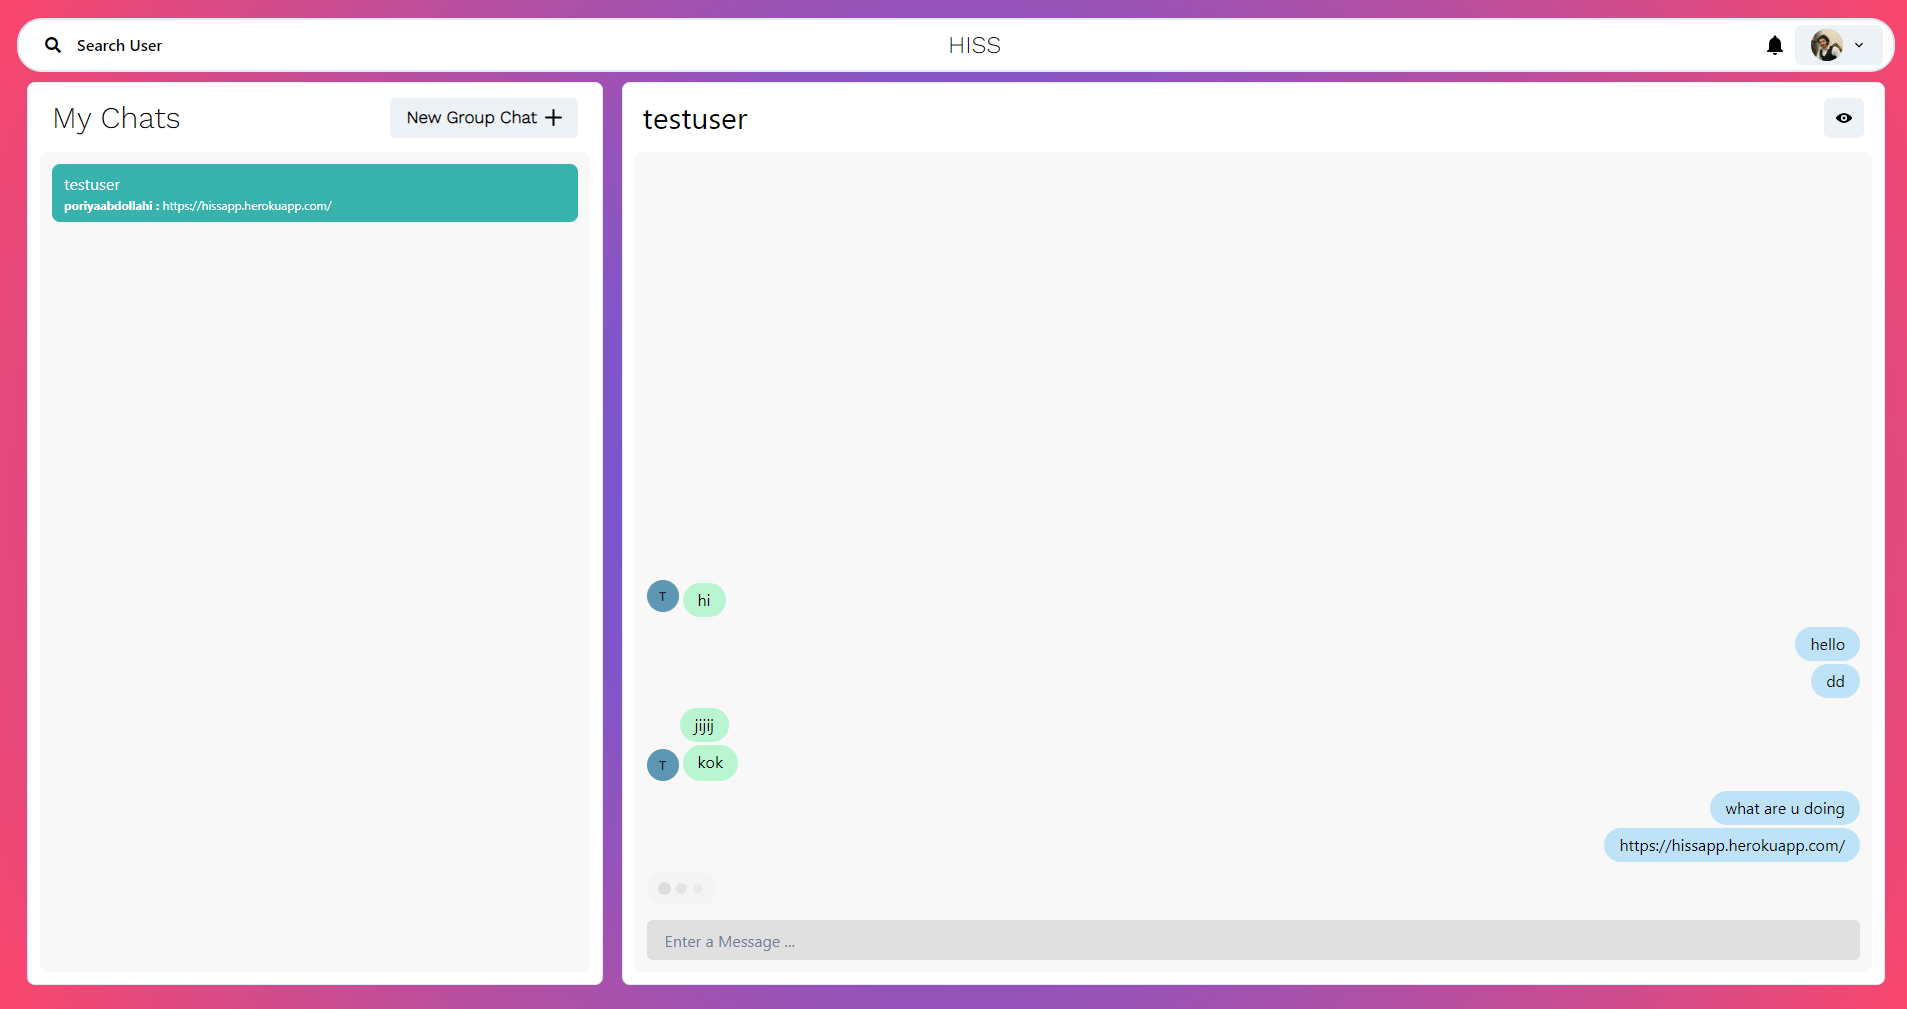 Search User
HISS
My Chats
New Group Chat
testuser
poriyaabdollahi : https://hissapp.herokuapp.com/
testuser
T
hi
hello
dd
jijij
T
kok
what are u doing
https://hissapp.herokuapp.com/
Enter a Message ...